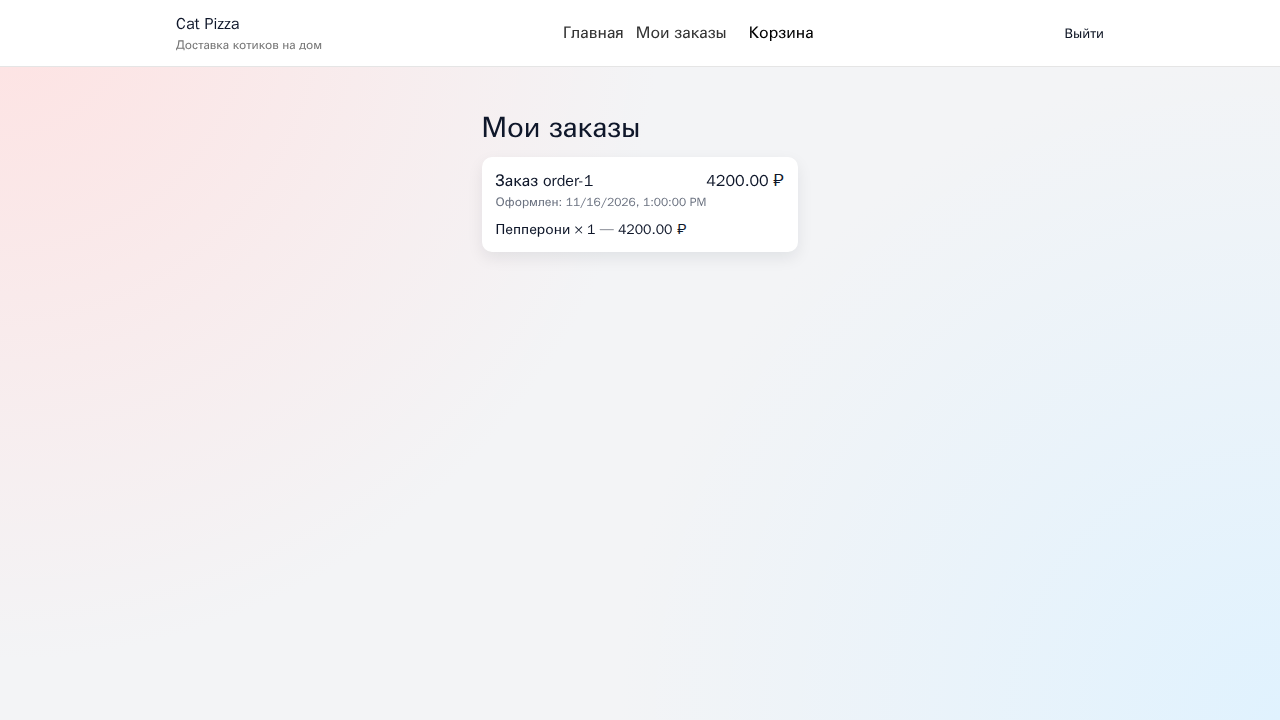 Cat Pizza
Доставка котиков на дом
Главная Мои заказы Корзина
Выйти
Мои заказы
Заказ order-1 4200.00 ₽
Оформлен: 11/16/2026, 1:00:00 PM
Пепперони × 1 — 4200.00 ₽